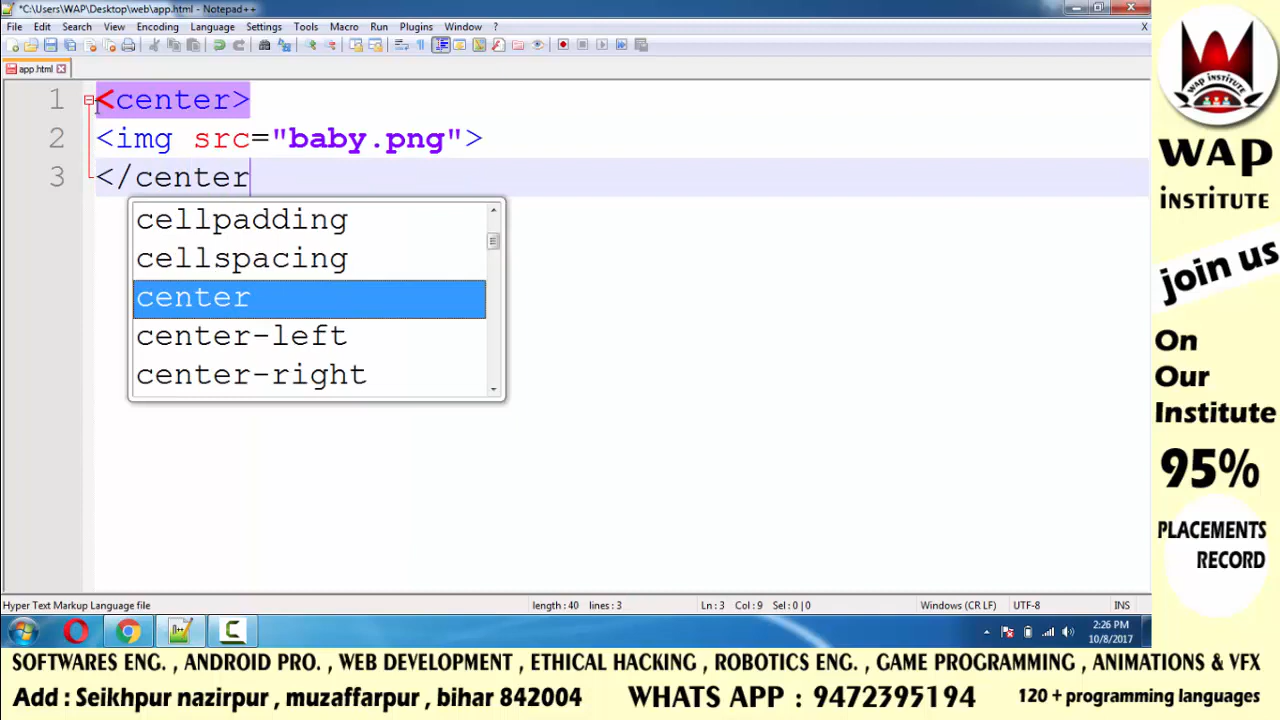 *C:\Users\WAP\Desktop\web\app.html - Notepad++
File Edit Search View Encoding Language Settings Tools Macro Run Plugins Window ? X
app.html
1 <center>
2 <img src="baby.png">
3 </center
cellpadding
cellspacing
center
center-left
center-right
Hyper Text Markup Language file length: 40 lines: 3 Ln: 3 Col: 9 Sel: 0 | 0 Windows (CR LF) UTF-8 INS
2:26 PM
10/8/2017
wap institute
WAP
institute
join us
On
Our
Institute
95%
PLACEMENTS
RECORD
SOFTWARES ENG. , ANDROID PRO. , WEB DEVELOPMENT , ETHICAL HACKING , ROBOTICS ENG. , GAME PROGRAMMING , ANIMATIONS & VFX
Add : Seikhpur nazirpur , muzaffarpur , bihar 842004 WHATS APP : 9472395194 120 + programming languages